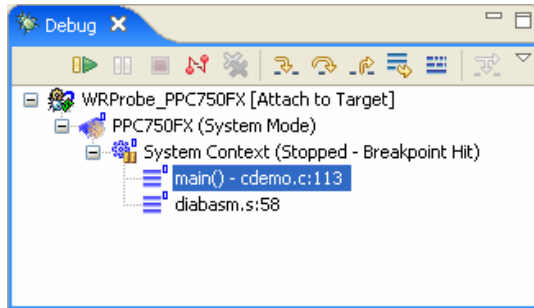 Debug
WRProbe_PPC750FX [Attach to Target]
PPC750FX (System Mode)
System Context (Stopped - Breakpoint Hit)
main() - cdemo.c:113
diabasm.s:58